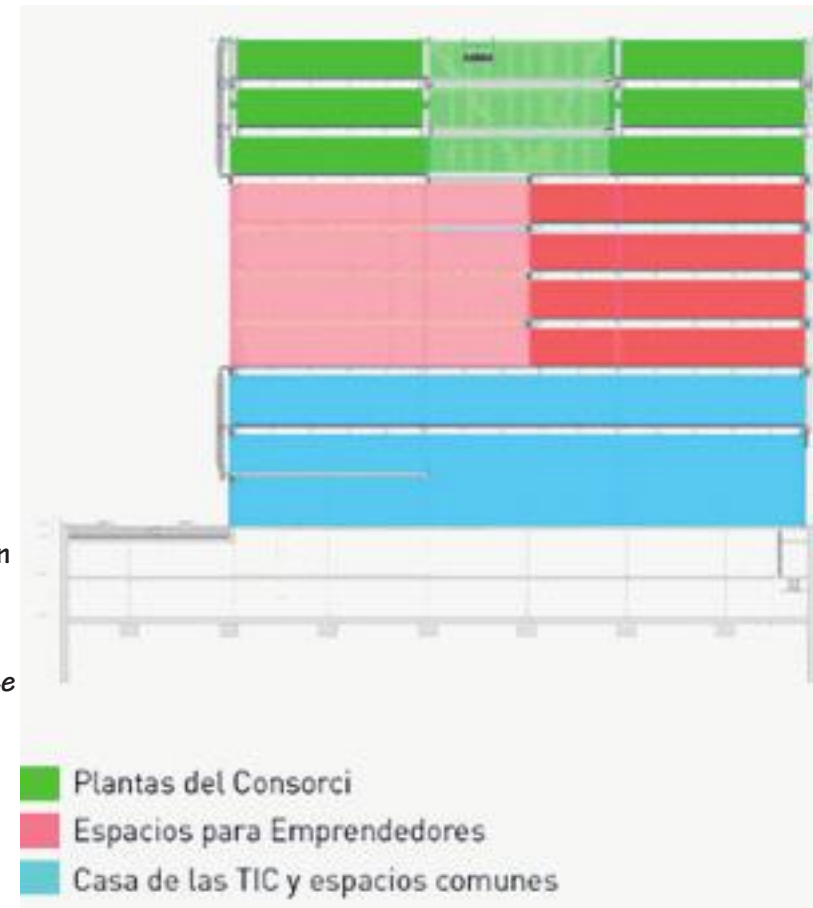 n
e
Plantas del Consorci
Espacios para Emprendedores
Casa de las TIC y espacios comunes